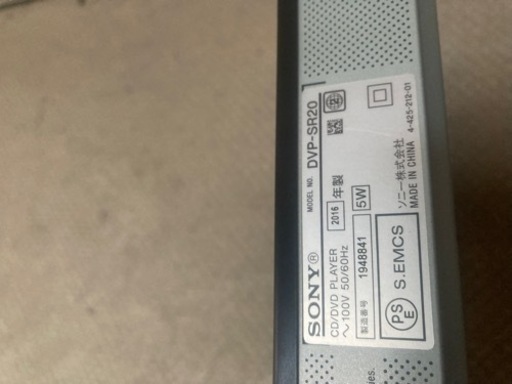 SONY® MODEL NO. DVP-SR20
CD/DVD PLAYER 2016 年製
～100V 50/60Hz 5W
製造番号 1948841
PSE S.EMCS
ソニー株式会社
MADE IN CHINA 4-425-212-01